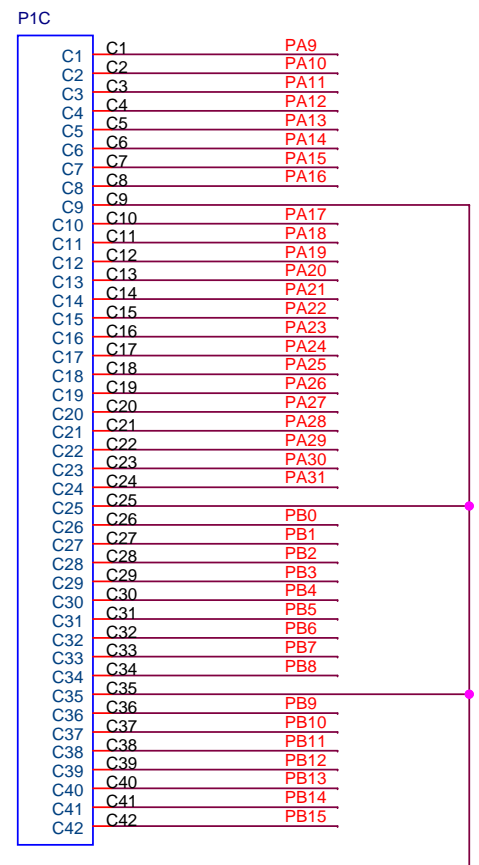 P1C
C1 C1 PA9
C2 C2 PA10
C3 C3 PA11
C4 C4 PA12
C5 C5 PA13
C6 C6 PA14
C7 C7 PA15
C8 C8 PA16
C9 C9
C10 C10 PA17
C11 C11 PA18
C12 C12 PA19
C13 C13 PA20
C14 C14 PA21
C15 C15 PA22
C16 C16 PA23
C17 C17 PA24
C18 C18 PA25
C19 C19 PA26
C20 C20 PA27
C21 C21 PA28
C22 C22 PA29
C23 C23 PA30
C24 C24 PA31
C25 C25
C26 C26 PB0
C27 C27 PB1
C28 C28 PB2
C29 C29 PB3
C30 C30 PB4
C31 C31 PB5
C32 C32 PB6
C33 C33 PB7
C34 C34 PB8
C35 C35
C36 C36 PB9
C37 C37 PB10
C38 C38 PB11
C39 C39 PB12
C40 C40 PB13
C41 C41 PB14
C42 C42 PB15